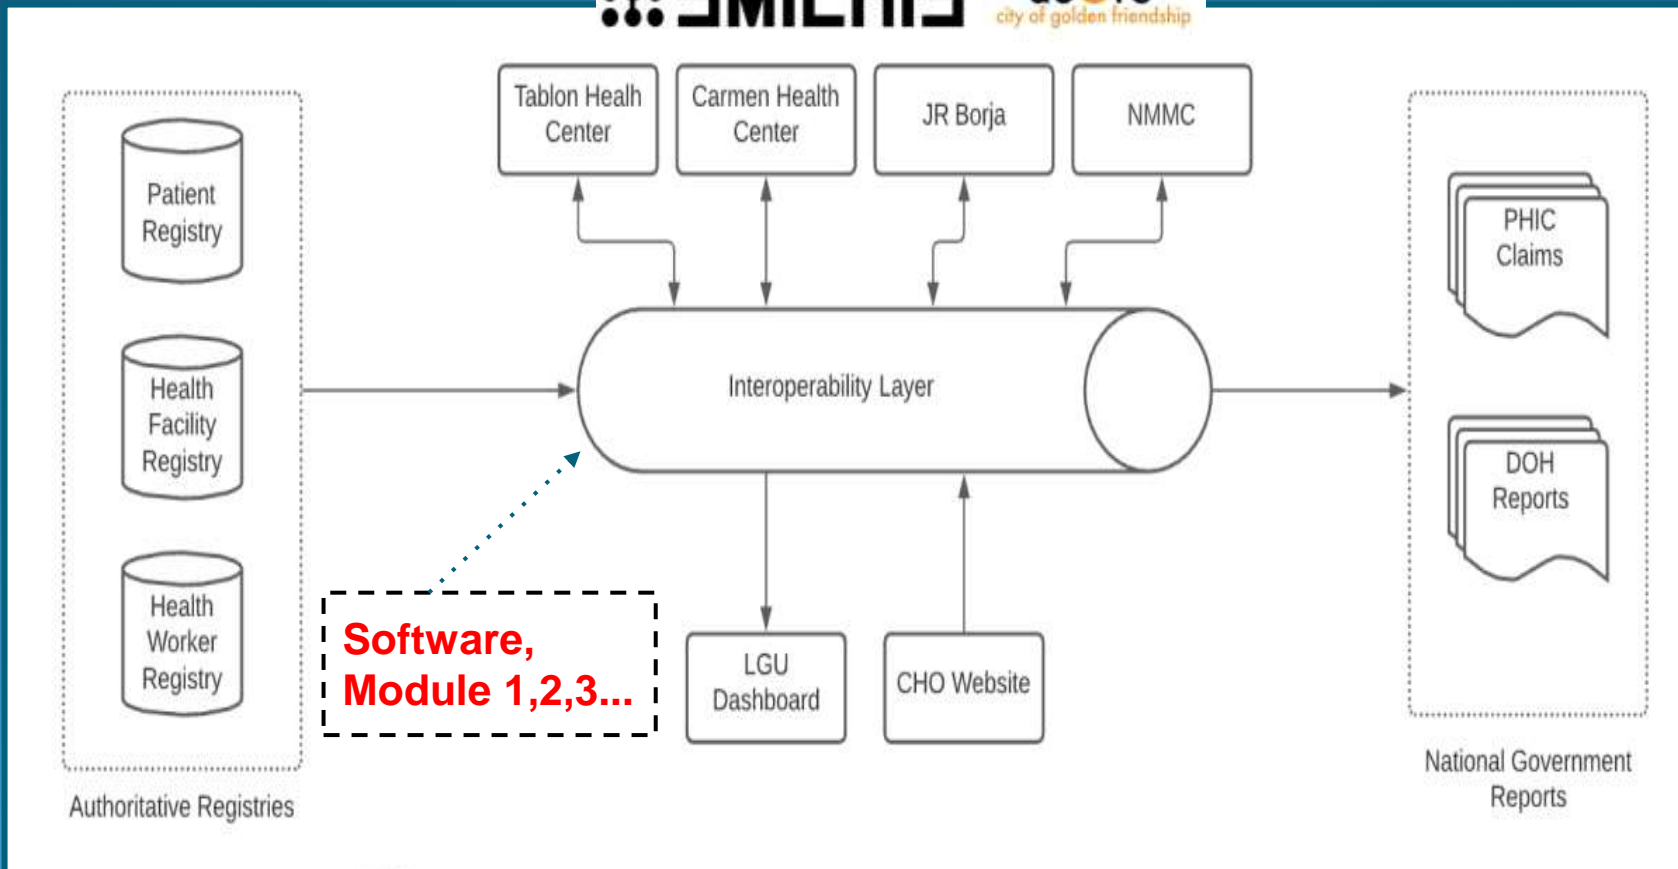 city of golden friendship
Tablon Healh
Center
Carmen Health
Center
JR Borja
NMMC
Patient
Registry
Health
Facility
Registry
Health
Worker
Registry
Authoritative Registries
Interoperability Layer
Software,
Module 1,2,3...
LGU
Dashboard
CHO Website
PHIC
Claims
DOH
Reports
National Government
Reports